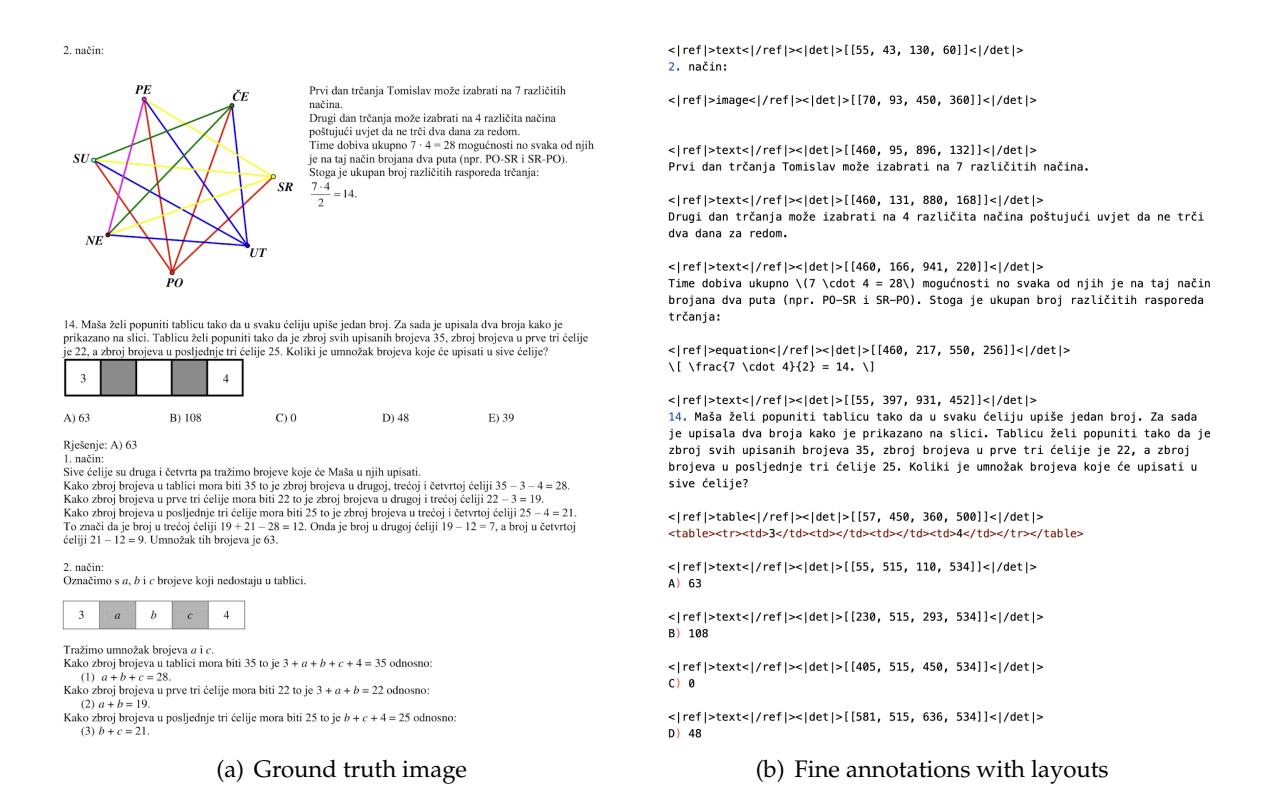 2. način:
PE
ČE
SU
SR
NE
UT
PO
Prvi dan trčanja Tomislav može izabrati na 7 različitih
načina.
Drugi dan trčanja može izabrati na 4 različita načina
poštujući uvjet da ne trči dva dana za redom.
Time dobiva ukupno 7 · 4 = 28 mogućnosti no svaka od njih
je na taj način brojana dva puta (npr. PO-SR i SR-PO).
Stoga je ukupan broj različitih rasporeda trčanja:
7 · 4
2
= 14.
14. Maša želi popuniti tablicu tako da u svaku ćeliju upiše jedan broj. Za sada je upisala dva broja kako je
prikazano na slici. Tablicu želi popuniti tako da je zbroj svih upisanih brojeva 35, zbroj brojeva u prve tri ćelije
je 22, a zbroj brojeva u posljednje tri ćelije 25. Koliki je umnožak brojeva koje će upisati u sive ćelije?
3 4
A) 63 B) 108 C) 0 D) 48 E) 39
Rješenje: A) 63
1. način:
Sive ćelije su druga i četvrta pa tražimo brojeve koje će Maša u njih upisati.
Kako zbroj brojeva u tablici mora biti 35 to je zbroj brojeva u drugoj, trećoj i četvrtoj ćeliji 35 – 3 – 4 = 28.
Kako zbroj brojeva u prve tri ćelije mora biti 22 to je zbroj brojeva u drugoj i trećoj ćeliji 22 – 3 = 19.
Kako zbroj brojeva u posljednje tri ćelije mora biti 25 to je zbroj brojeva u trećoj i četvrtoj ćeliji 25 – 4 = 21.
To znači da je broj u trećoj ćeliji 19 + 21 – 28 = 12. Onda je broj u drugoj ćeliji 19 – 12 = 7, a broj u četvrtoj
ćeliji 21 – 12 = 9. Umnožak tih brojeva je 63.
2. način:
Označimo s a, b i c brojeve koji nedostaju u tablici.
3 a b c 4
Tražimo umnožak brojeva a i c.
Kako zbroj brojeva u tablici mora biti 35 to je 3 + a + b + c + 4 = 35 odnosno:
(1) a + b + c = 28.
Kako zbroj brojeva u prve tri ćelije mora biti 22 to je 3 + a + b = 22 odnosno:
(2) a + b = 19.
Kako zbroj brojeva u posljednje tri ćelije mora biti 25 to je b + c + 4 = 25 odnosno:
(3) b + c = 21.
(a) Ground truth image
<|ref|>text<|/ref|><|det|>[[55, 43, 130, 60]]<|/det|>
2. način:
<|ref|>image<|/ref|><|det|>[[70, 93, 450, 360]]<|/det|>
<|ref|>text<|/ref|><|det|>[[460, 95, 896, 132]]<|/det|>
Prvi dan trčanja Tomislav može izabrati na 7 različitih načina.
<|ref|>text<|/ref|><|det|>[[460, 131, 880, 168]]<|/det|>
Drugi dan trčanja može izabrati na 4 različita načina poštujući uvjet da ne trči
dva dana za redom.
<|ref|>text<|/ref|><|det|>[[460, 166, 941, 220]]<|/det|>
Time dobiva ukupno \(7 \cdot 4 = 28\) mogućnosti no svaka od njih je na taj način
brojana dva puta (npr. PO-SR i SR-PO). Stoga je ukupan broj različitih rasporeda
trčanja:
<|ref|>equation<|/ref|><|det|>[[460, 217, 550, 256]]<|/det|>
\[ \frac{7 \cdot 4}{2} = 14. \]
<|ref|>text<|/ref|><|det|>[[55, 397, 931, 452]]<|/det|>
14. Maša želi popuniti tablicu tako da u svaku ćeliju upiše jedan broj. Za sada
je upisala dva broja kako je prikazano na slici. Tablicu želi popuniti tako da je
zbroj svih upisanih brojeva 35, zbroj brojeva u prve tri ćelije je 22, a zbroj
brojeva u posljednje tri ćelije 25. Koliki je umnožak brojeva koje će upisati u
sive ćelije?
<|ref|>table<|/ref|><|det|>[[57, 450, 360, 500]]<|/det|>
<table><tr><td>3</td><td></td><td></td><td>4</td></tr></table>
<|ref|>text<|/ref|><|det|>[[55, 515, 110, 534]]<|/det|>
A) 63
<|ref|>text<|/ref|><|det|>[[230, 515, 293, 534]]<|/det|>
B) 108
<|ref|>text<|/ref|><|det|>[[405, 515, 450, 534]]<|/det|>
C) 0
<|ref|>text<|/ref|><|det|>[[581, 515, 636, 534]]<|/det|>
D) 48
(b) Fine annotations with layouts